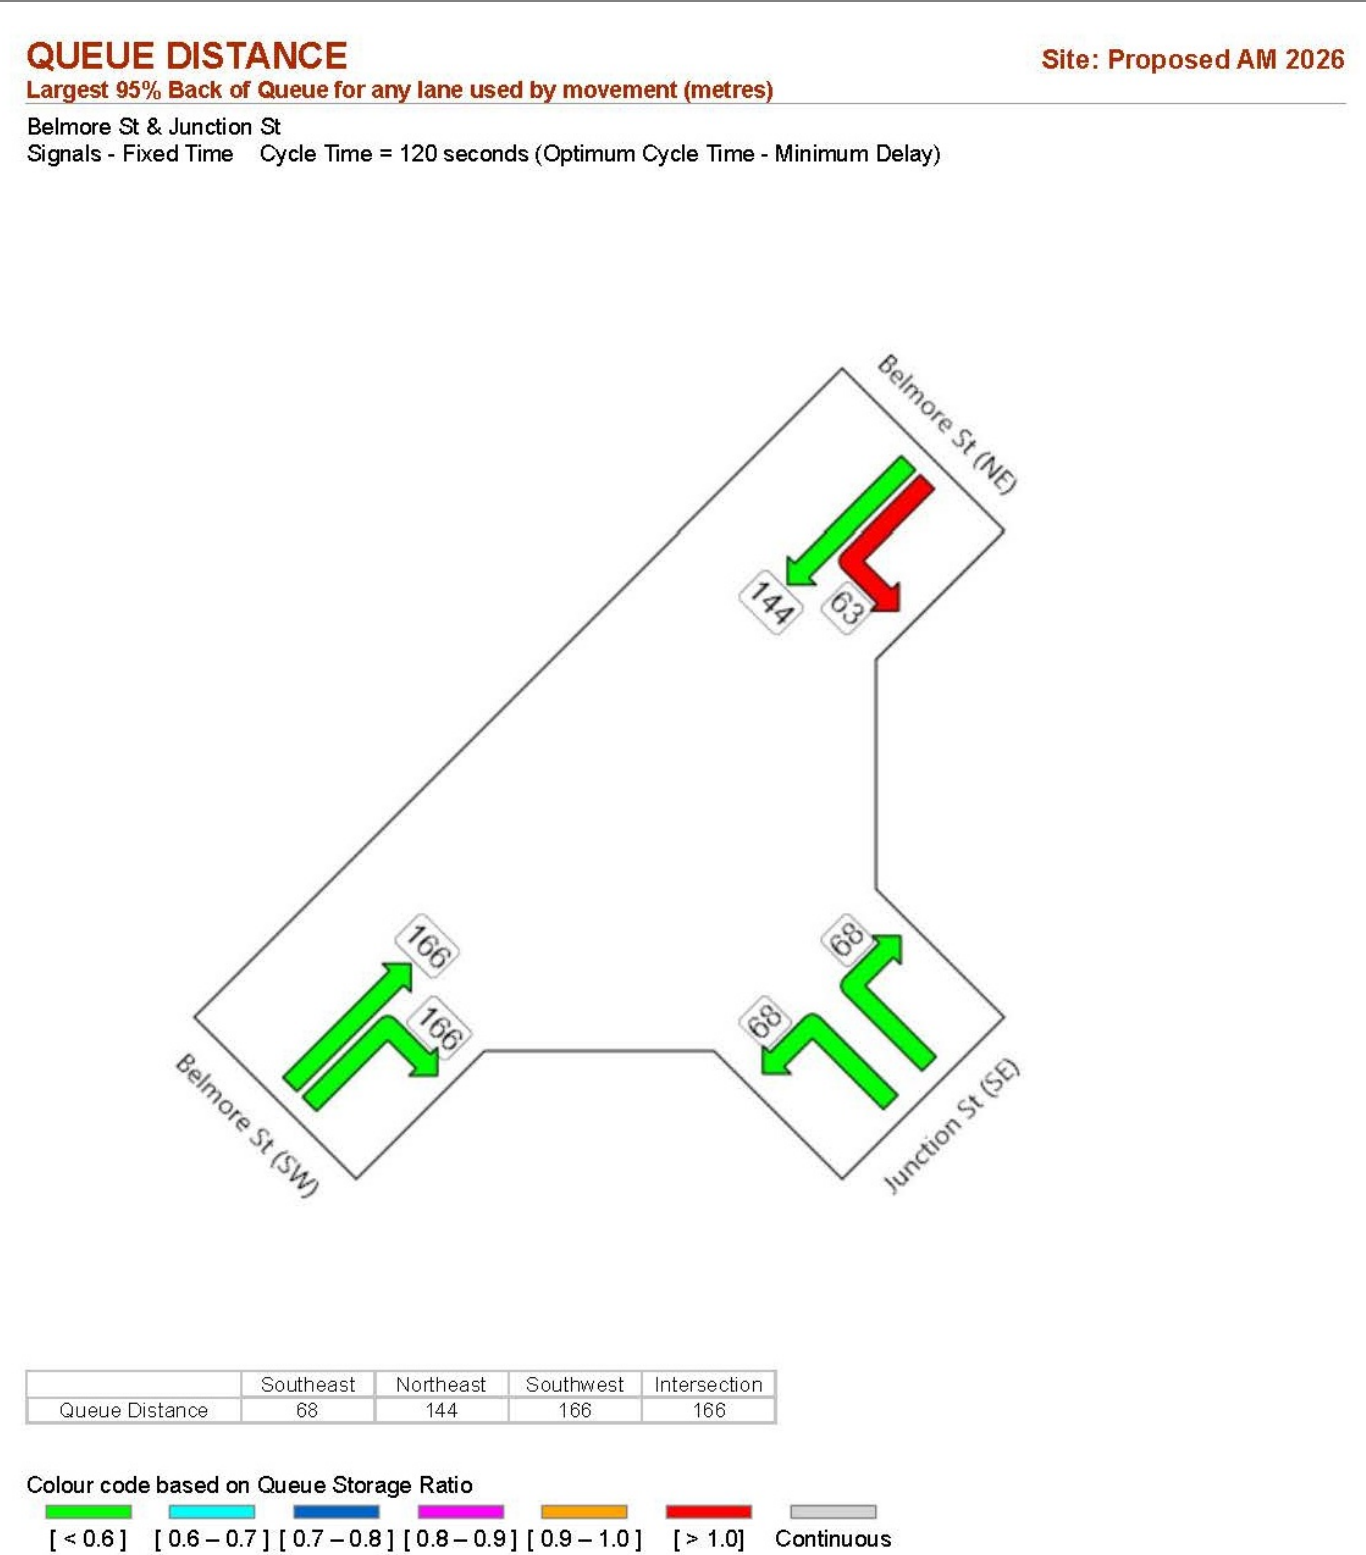 QUEUE DISTANCE
Site: Proposed AM 2026
Largest 95% Back of Queue for any lane used by movement (metres)
Belmore St & Junction St
Signals - Fixed Time    Cycle Time = 120 seconds (Optimum Cycle Time - Minimum Delay)
Belmore St (NE)
144
63
166
68
166
68
Belmore St (SW)
Junction St (SE)
Southeast Northeast Southwest Intersection
Queue Distance 68 144 166 166
Colour code based on Queue Storage Ratio
[ < 0.6 ] [ 0.6 – 0.7 ] [ 0.7 – 0.8 ] [ 0.8 – 0.9 ] [ 0.9 – 1.0 ] [ > 1.0] Continuous